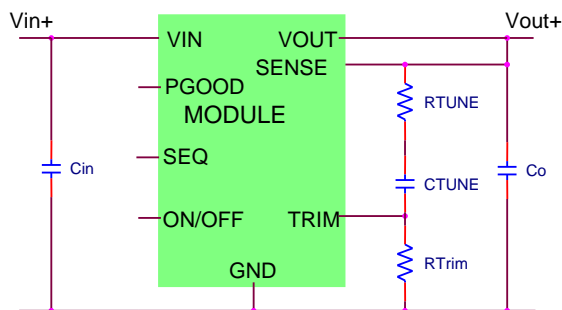 Vin+
Vout+
VIN
VOUT
SENSE
PGOOD
RTUNE
MODULE
SEQ
Cin
CTUNE
Co
ON/OFF
TRIM
RTrim
GND